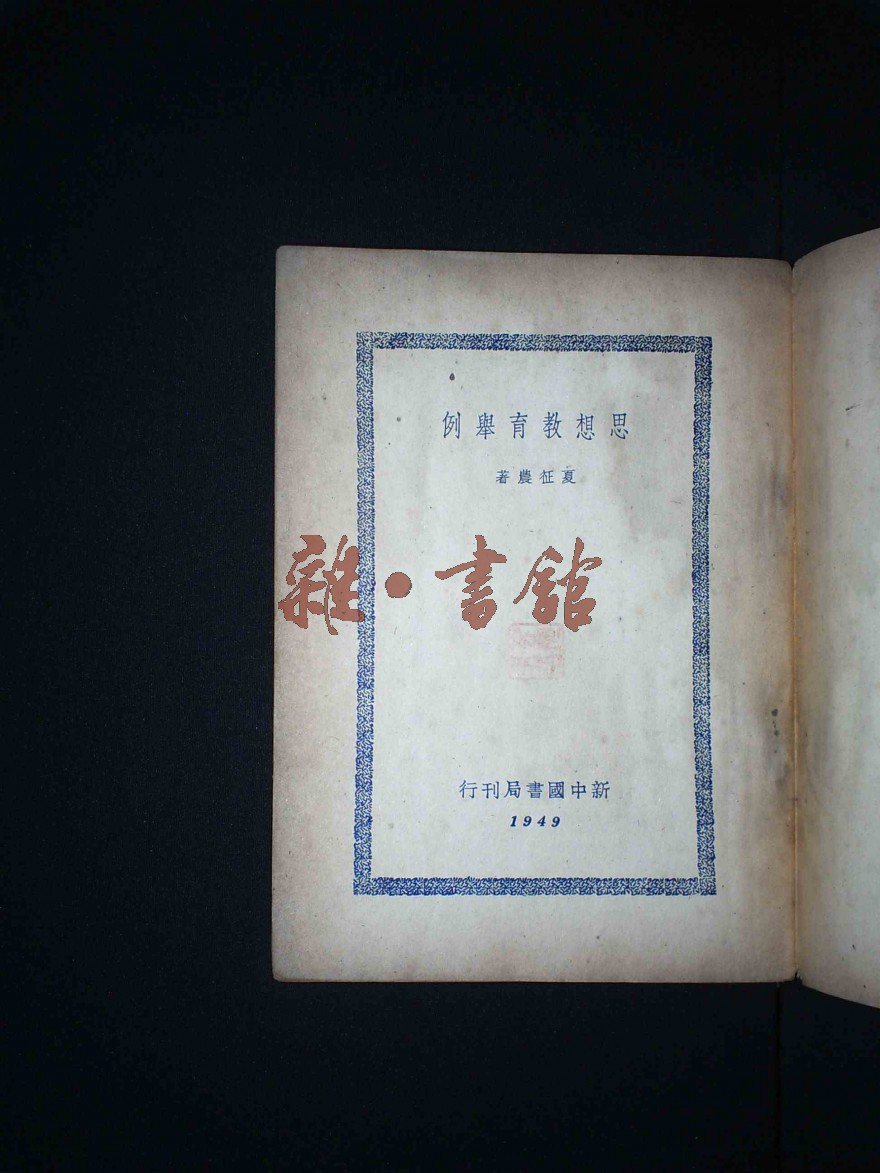 思想教育舉例
夏征農著
雜·書館
新中國書局刊行
1949